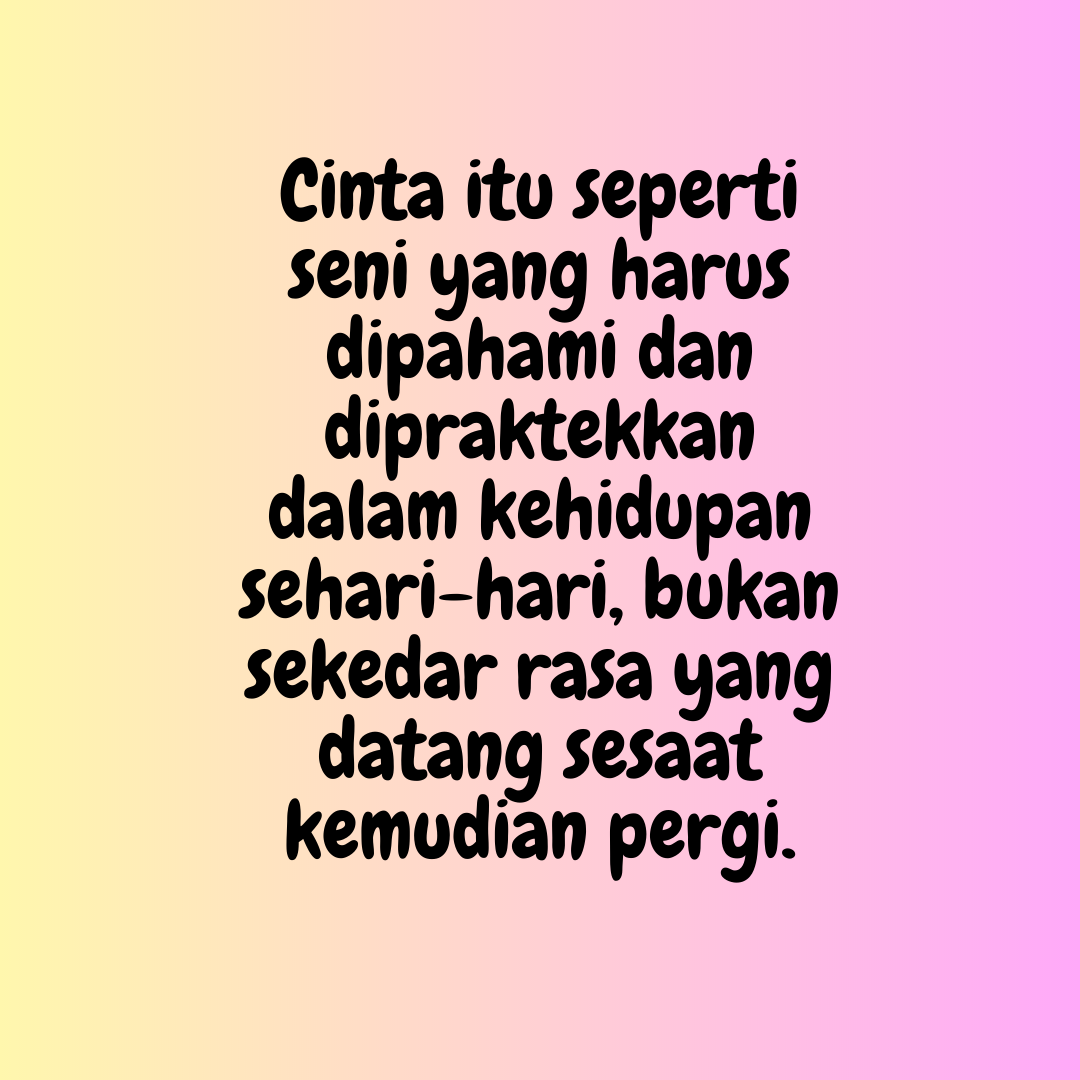 Cinta itu seperti
seni yang harus
dipahami dan
dipraktekkan
dalam kehidupan
sehari-hari, bukan
sekedar rasa yang
datang sesaat
kemudian pergi.